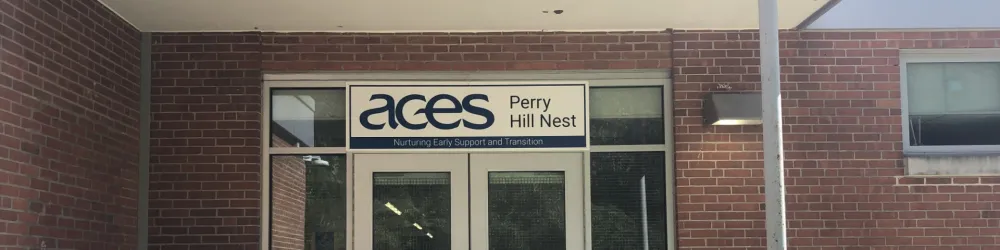 aces
Perry
Hill Nest
Nurturing Early Support and Transition